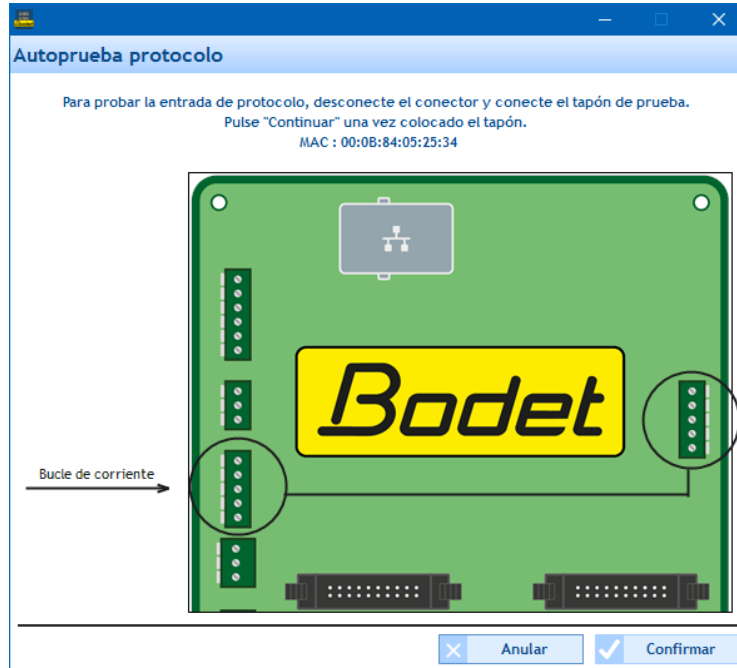 Autoprueba protocolo
Para probar la entrada de protocolo, desconecte el conector y conecte el tapón de prueba.
Pulse "Continuar" una vez colocado el tapón.
MAC : 00:0B:84:05:25:34
Bodet
Bucle de corriente
Anular
Confirmar